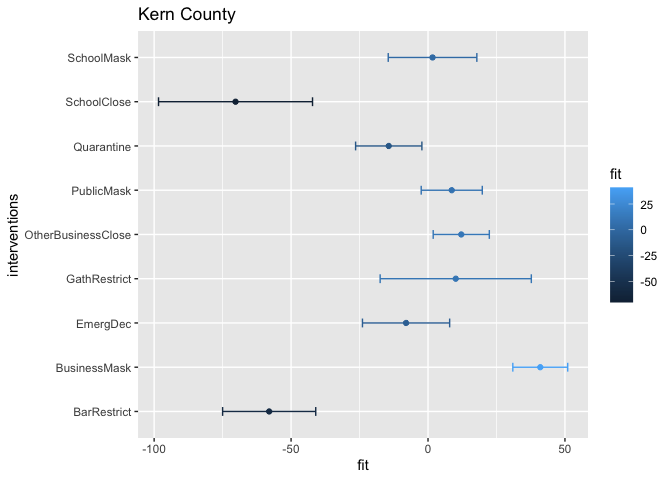 Kern County
interventions
SchoolMask
SchoolClose
Quarantine
PublicMask
OtherBusinessClose
GathRestrict
EmergDec
BusinessMask
BarRestrict
-100
-50
0
50
fit
fit
25
0
-50